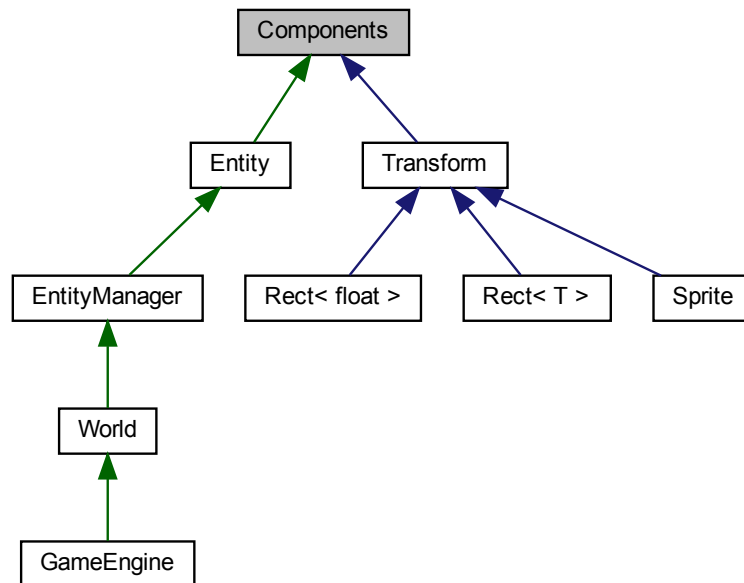 Components
Entity
Transform
EntityManager
Rect< float >
Rect< T >
Sprite
World
GameEngine